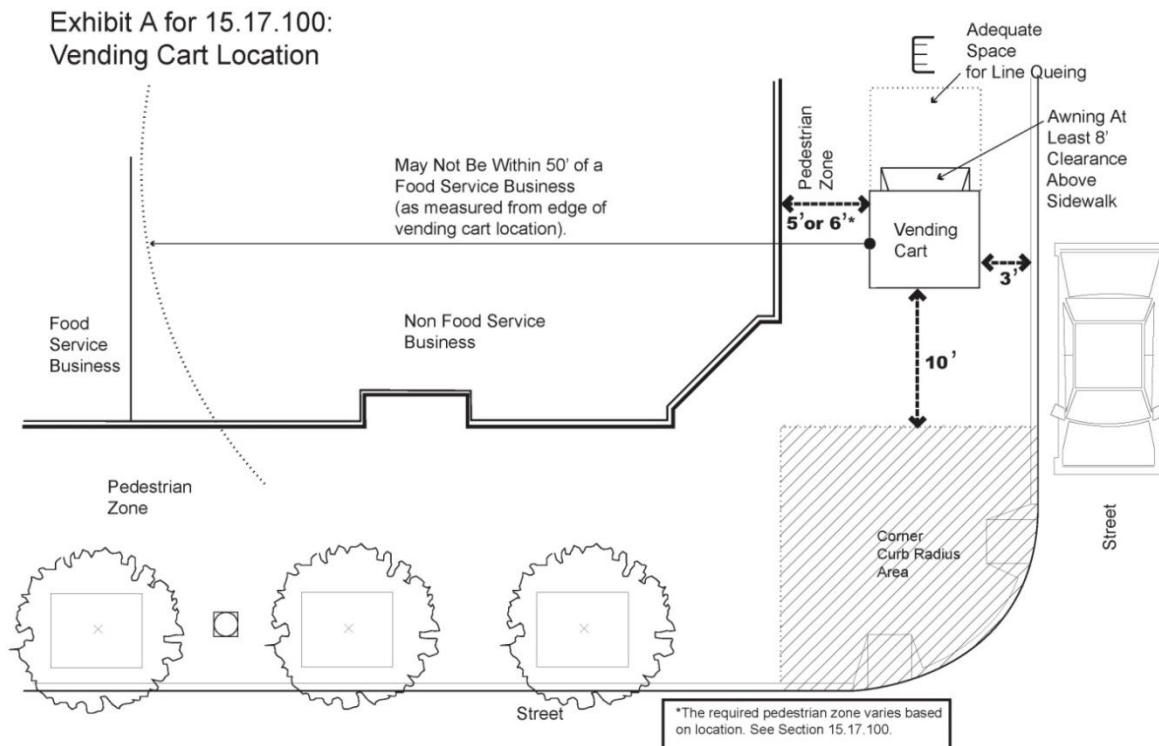 Exhibit A for 15.17.100:
Vending Cart Location
Adequate
Space
for Line Queing
Awning At
Least 8'
Clearance
Above
Sidewalk
May Not Be Within 50' of a
Food Service Business
(as measured from edge of
vending cart location).
Pedestrian
Zone
5'or 6'*
Vending
Cart
3'
Food
Service
Business
Non Food Service
Business
10'
Pedestrian
Zone
Corner
Curb Radius
Area
Street
Street
*The required pedestrian zone varies based
on location. See Section 15.17.100.